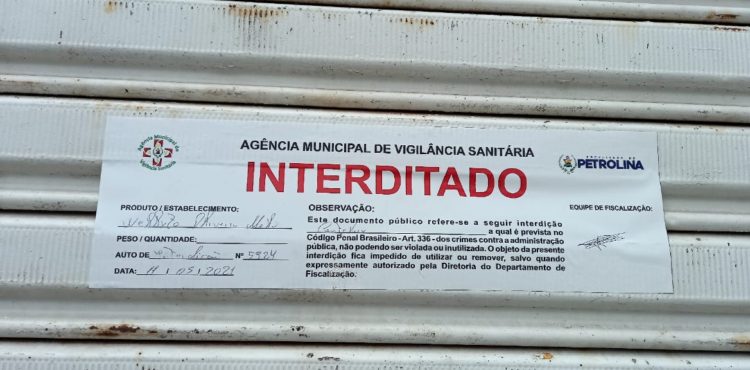 Agência Municipal de Vigilância Sanitária
AGÊNCIA MUNICIPAL DE VIGILÂNCIA SANITÁRIA
PETROLINA
INTERDITADO
PRODUTO / ESTABELECIMENTO:
PESO / QUANTIDADE:
AUTO DE Nº 5924
DATA: 11 / 05 / 2021
OBSERVAÇÃO:
Este documento público refere-se a seguir interdição
a qual é prevista no
Código Penal Brasileiro - Art. 336 - dos crimes contra a administração
pública, não podendo ser violada ou inutilizada. O objeto da presente
interdição fica impedido de utilizar ou remover, salvo quando
expressamente autorizado pela Diretoria do Departamento de
Fiscalização.
EQUIPE DE FISCALIZAÇÃO: